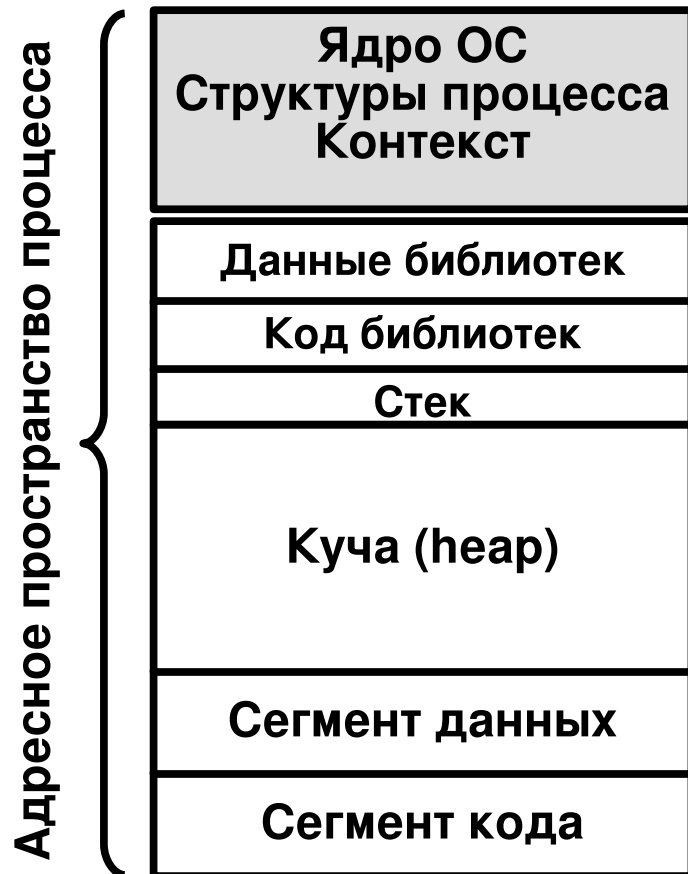 Адресное пространство процесса
Ядро ОС
Структуры процесса
Контекст
Данные библиотек
Код библиотек
Стек
Куча (heap)
Сегмент данных
Сегмент кода